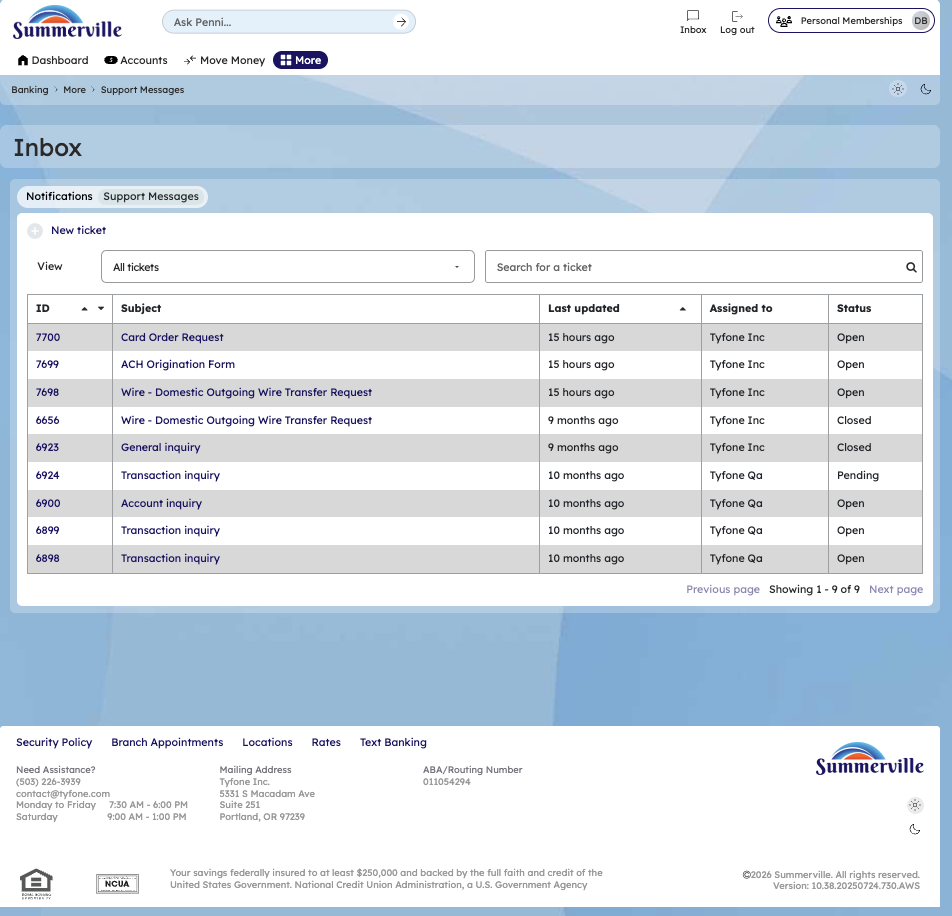 Summerville
Ask Penni...
Inbox
Log out
Personal Memberships DB
Dashboard Accounts Move Money More
Banking › More › Support Messages
Inbox
Notifications Support Messages
New ticket
View All tickets Search for a ticket
ID Subject Last updated Assigned to Status
7700 Card Order Request 15 hours ago Tyfone Inc Open
7699 ACH Origination Form 15 hours ago Tyfone Inc Open
7698 Wire - Domestic Outgoing Wire Transfer Request 15 hours ago Tyfone Inc Open
6656 Wire - Domestic Outgoing Wire Transfer Request 9 months ago Tyfone Inc Closed
6923 General inquiry 9 months ago Tyfone Inc Closed
6924 Transaction inquiry 10 months ago Tyfone Qa Pending
6900 Account inquiry 10 months ago Tyfone Qa Open
6899 Transaction inquiry 10 months ago Tyfone Qa Open
6898 Transaction inquiry 10 months ago Tyfone Qa Open
Previous page Showing 1 - 9 of 9 Next page
Security Policy Branch Appointments Locations Rates Text Banking
Need Assistance?
(503) 226-3939
contact@tyfone.com
Monday to Friday 7:30 AM - 6:00 PM
Saturday 9:00 AM - 1:00 PM
Mailing Address
Tyfone Inc.
5331 S Macadam Ave
Suite 251
Portland, OR 97239
ABA/Routing Number
011054294
Summerville
NCUA
Your savings federally insured to at least $250,000 and backed by the full faith and credit of the
United States Government. National Credit Union Administration, a U.S. Government Agency
©2026 Summerville. All rights reserved.
Version: 10.38.20250724.730.AWS